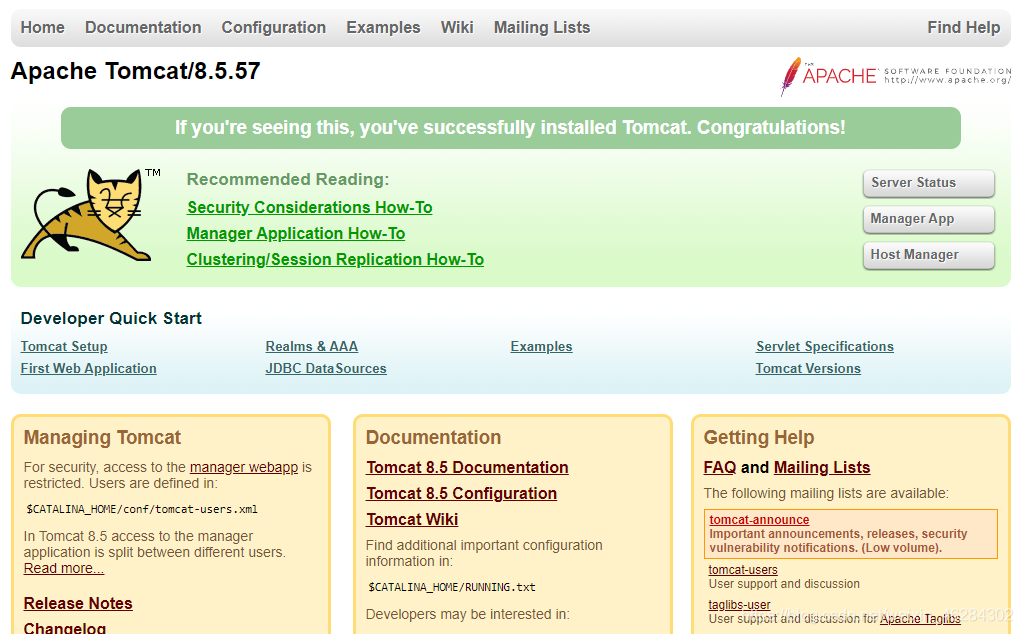 Home Documentation Configuration Examples Wiki Mailing Lists Find Help
Apache Tomcat/8.5.57
THE
APACHE SOFTWARE FOUNDATION
http://www.apache.org/
If you're seeing this, you've successfully installed Tomcat. Congratulations!
TM
Recommended Reading:
Security Considerations How-To
Manager Application How-To
Clustering/Session Replication How-To
Server Status
Manager App
Host Manager
Developer Quick Start
Tomcat Setup
First Web Application
Realms & AAA
JDBC DataSources
Examples
Servlet Specifications
Tomcat Versions
Managing Tomcat
For security, access to the manager webapp is
restricted. Users are defined in:
$CATALINA_HOME/conf/tomcat-users.xml
In Tomcat 8.5 access to the manager
application is split between different users.
Read more...
Release Notes
Changelog
Documentation
Tomcat 8.5 Documentation
Tomcat 8.5 Configuration
Tomcat Wiki
Find additional important configuration
information in:
$CATALINA_HOME/RUNNING.txt
Developers may be interested in:
Getting Help
FAQ and Mailing Lists
The following mailing lists are available:
tomcat-announce
Important announcements, releases, security
vulnerability notifications. (Low volume).
tomcat-users
User support and discussion
taglibs-user
User support and discussion for Apache Taglibs